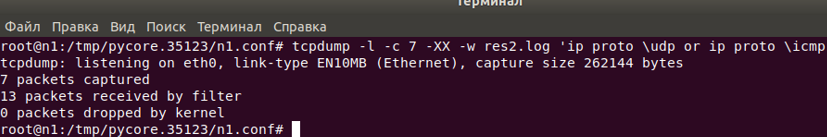 Терминал
Файл Правка Вид Поиск Терминал Справка
root@n1:/tmp/pycore.35123/n1.conf# tcpdump -l -c 7 -XX -w res2.log 'ip proto \udp or ip proto \icmp
tcpdump: listening on eth0, link-type EN10MB (Ethernet), capture size 262144 bytes
7 packets captured
13 packets received by filter
0 packets dropped by kernel
root@n1:/tmp/pycore.35123/n1.conf#